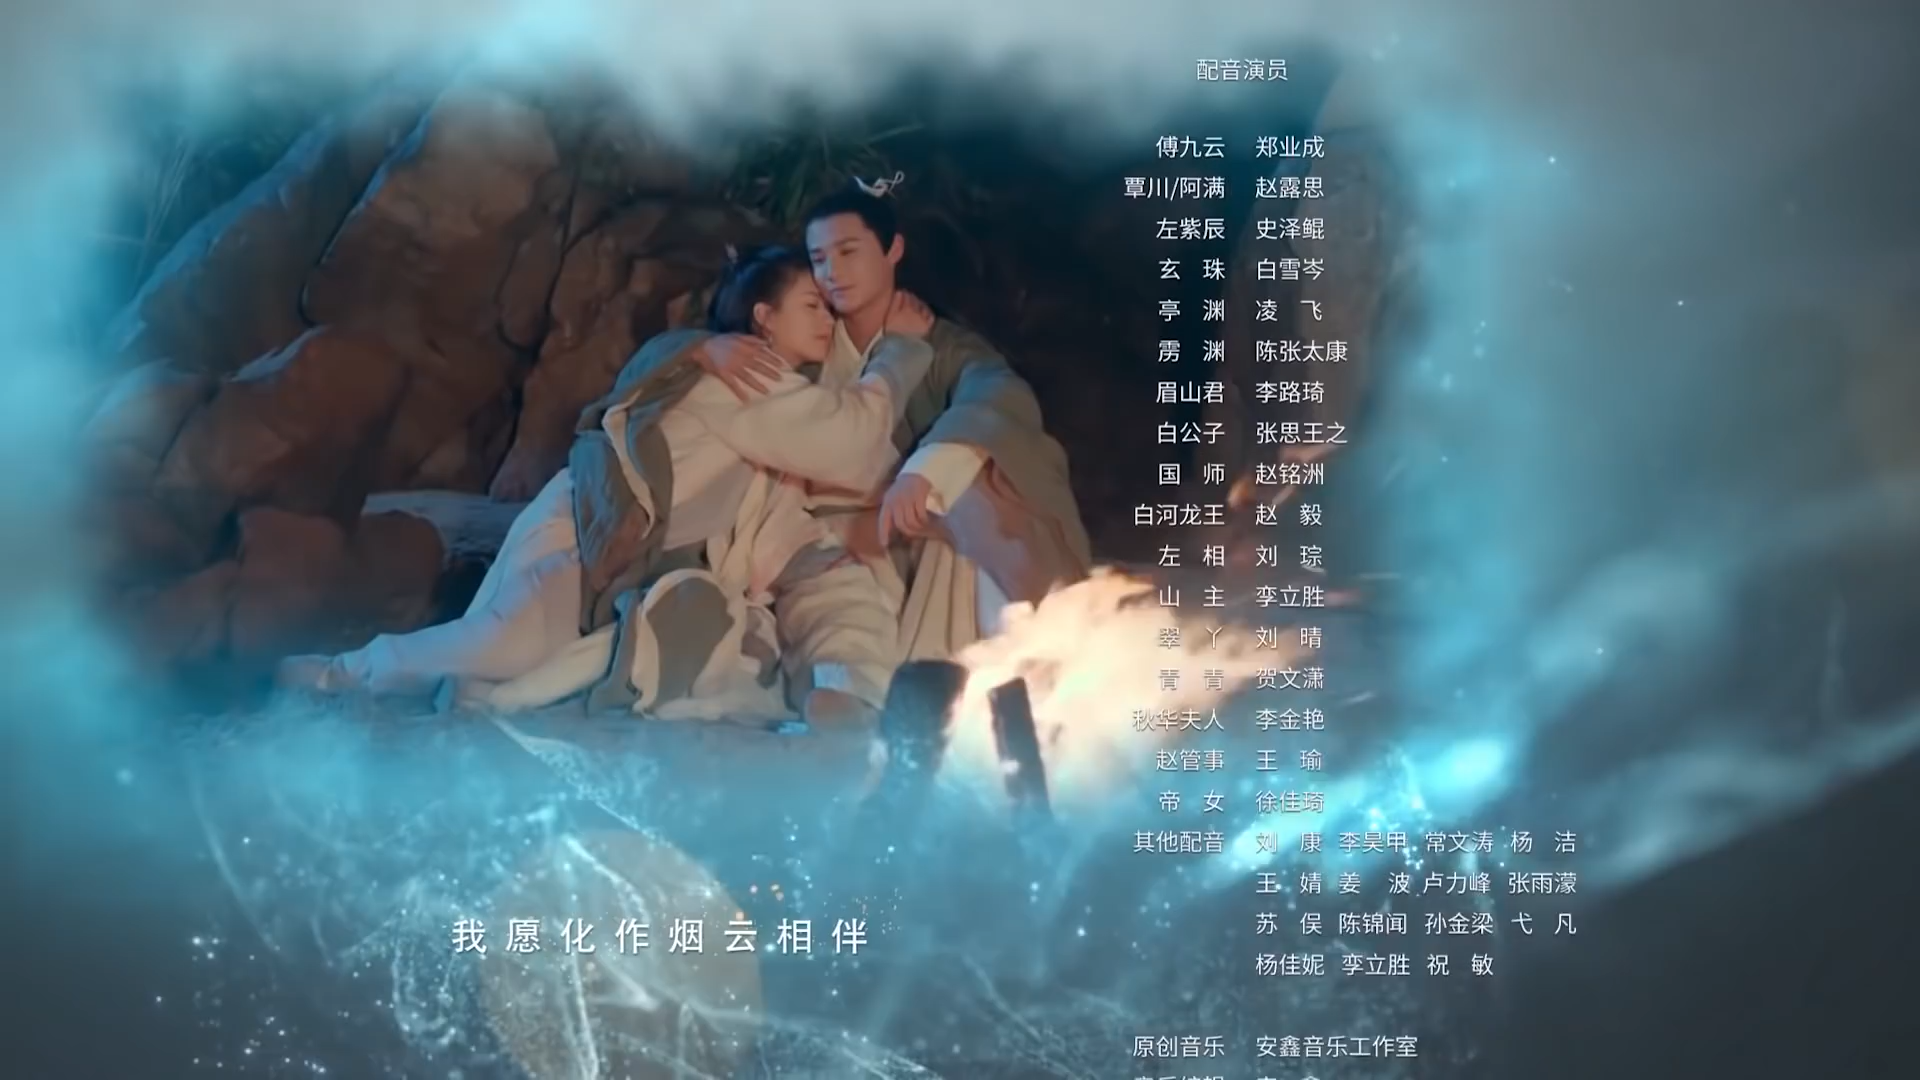 配音演员
傅九云 郑业成
覃川/阿满 赵露思
左紫辰 史泽鲲
玄 珠 白雪岑
亭 渊 凌 飞
雳 渊 陈张太康
眉山君 李路琦
白公子 张思王之
国 师 赵铭洲
白河龙王 赵 毅
左 相 刘 琮
山 主 李立胜
翠 丫 刘 晴
青 青 贺文潇
秋华夫人 李金艳
赵管事 王 瑜
帝 女 徐佳琦
其他配音 刘 康 李昊甲 常文涛 杨 洁
王 婧 姜 波 卢力峰 张雨濛
苏 俣 陈锦闻 孙金梁 弋 凡
杨佳妮 李立胜 祝 敏
我愿化作烟云相伴
原创音乐 安鑫音乐工作室